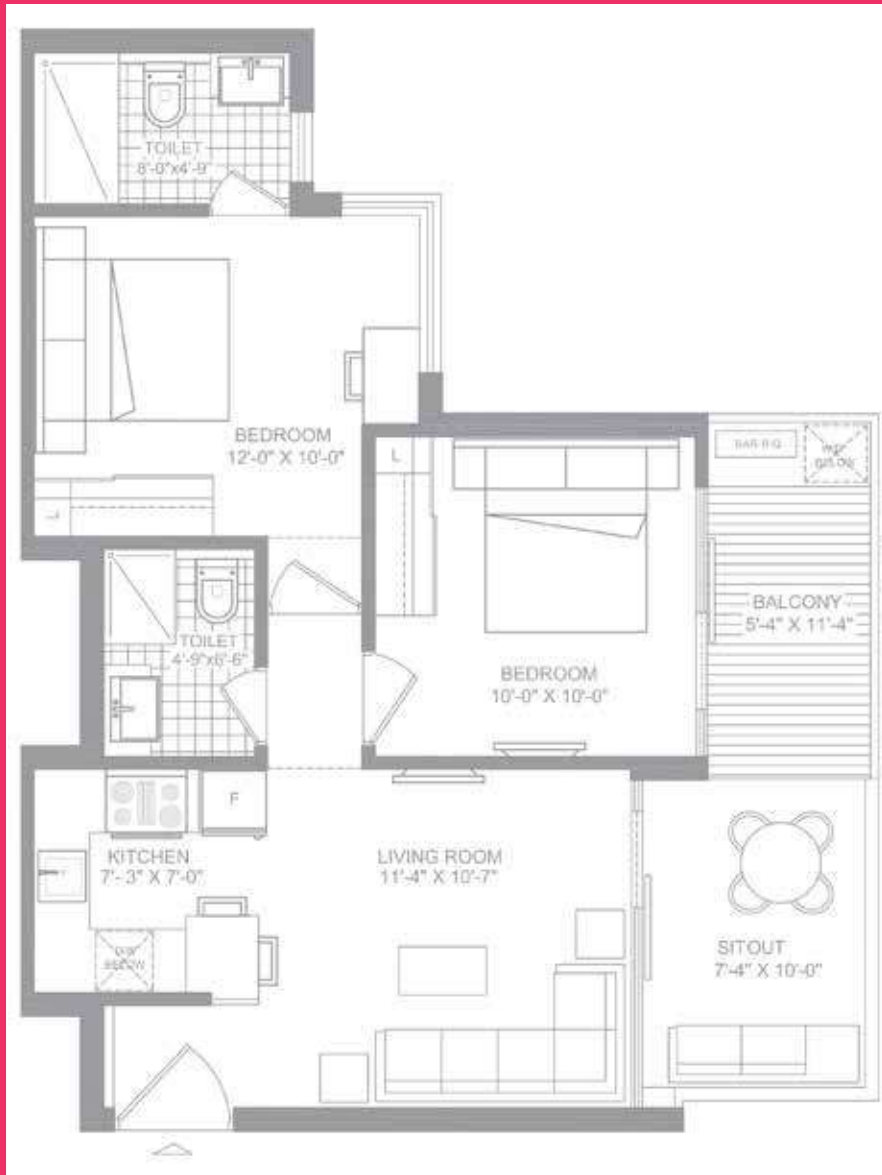 TOILET
8'-0"x4'-9"
BEDROOM
12'-0" X 10'-0"
L
L
BAR-B-Q
BELOW
BALCONY
5'-4" X 11'-4"
TOILET
4'-9"x6'-6"
BEDROOM
10'-0" X 10'-0"
F
KITCHEN
7'- 3" X 7'-0"
LIVING ROOM
11'-4" X 10'-7"
BELOW
SITOUT
7'-4" X 10'-0"